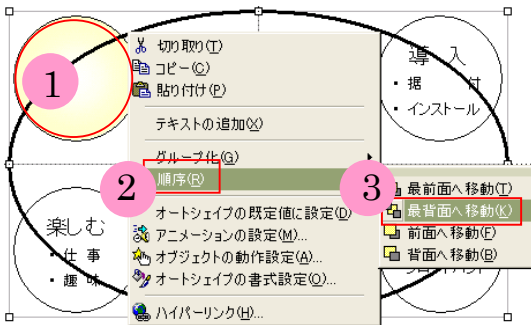 1
切り取り(T)
コピー(C)
貼り付け(P)
テキストの追加(X)
グループ化(G)
2
順序(R)
オートシェイプの既定値に設定(D)
アニメーションの設定(M)...
オブジェクトの動作設定(A)...
オートシェイプの書式設定(O)...
ハイパーリンク(H)...
3
最前面へ移動(T)
最背面へ移動(K)
前面へ移動(F)
背面へ移動(B)
導 入
・据 付
・インストール
楽しむ
・仕 事
・趣 味